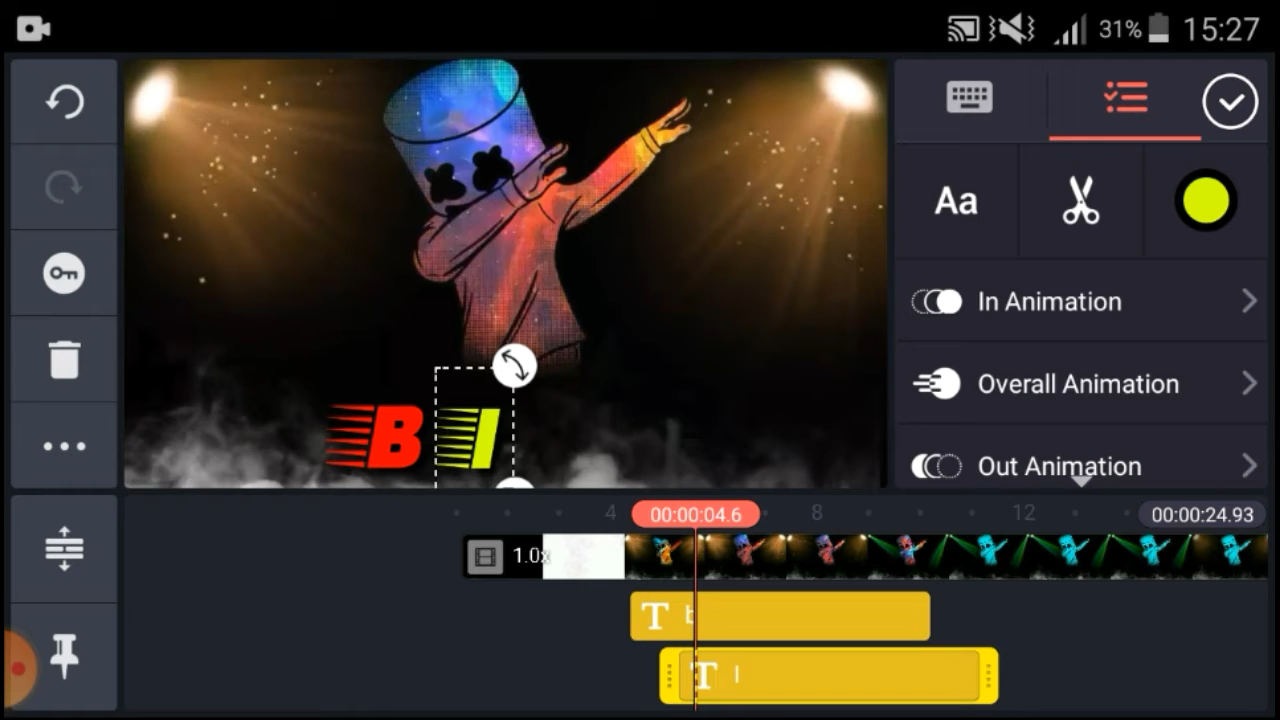 31% 15:27
Aa
In Animation
Overall Animation
Out Animation
B I
4 00:00:04.6 8 12 00:00:24.93
1.0x
T b
T I